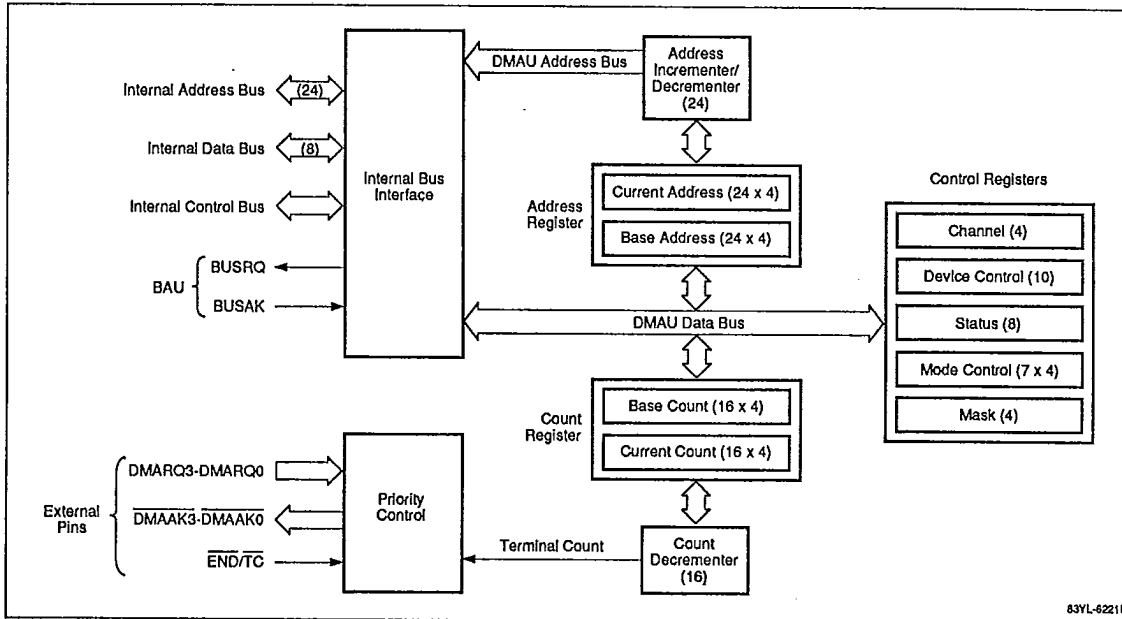 Internal Address Bus
(24)
Internal Data Bus
(8)
Internal Control Bus
BAU
BUSRQ
BUSAK
Internal Bus
Interface
DMAU Address Bus
Address
Incrementer/
Decrementer
(24)
Address
Register
Current Address (24 x 4)
Base Address (24 x 4)
DMAU Data Bus
Control Registers
Channel (4)
Device Control (10)
Status (8)
Mode Control (7 x 4)
Mask (4)
Count
Register
Base Count (16 x 4)
Current Count (16 x 4)
External
Pins
DMARQ3-DMARQ0
DMAAK3-DMAAK0
END/TC
Priority
Control
Terminal Count
Count
Decrementer
(16)